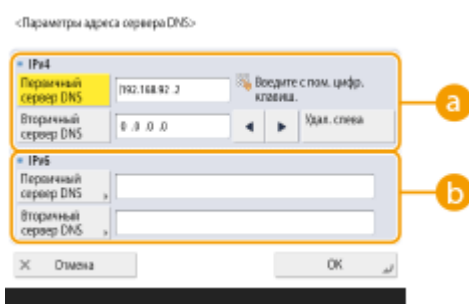 <Параметры адреса сервера DNS>
IPv4
Первичный
сервер DNS
192.168.92 .2
Введите с пом. цифр.
клавиш.
Вторичный
сервер DNS
0 .0 .0 .0
◀ ▶
Удал. слева
a
IPv6
Первичный
сервер DNS
Вторичный
сервер DNS
b
× Отмена
OK